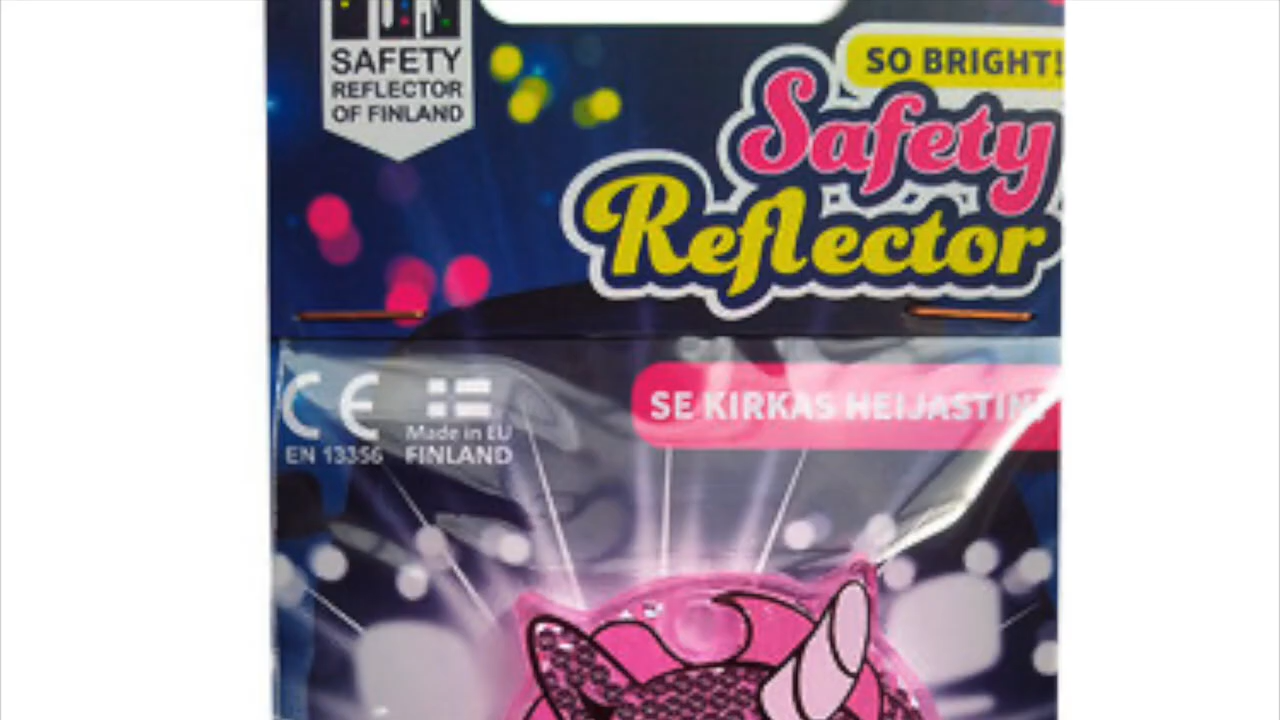 SAFETY
REFLECTOR
OF FINLAND
SO BRIGHT!
Safety
Reflector
CE
EN 13356
Made in EU
FINLAND
SE KIRKAS HEIJASTIN!